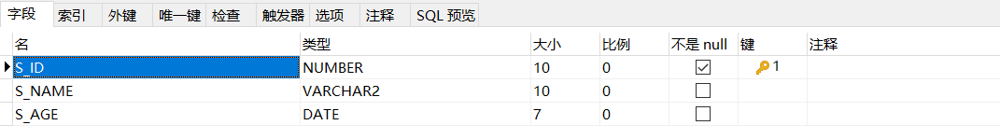 字段 索引 外键 唯一键 检查 触发器 选项 注释 SQL 预览
名 类型 大小 比例 不是 null 键 注释
S_ID NUMBER 10 0 1
S_NAME VARCHAR2 10 0
S_AGE DATE 7 0